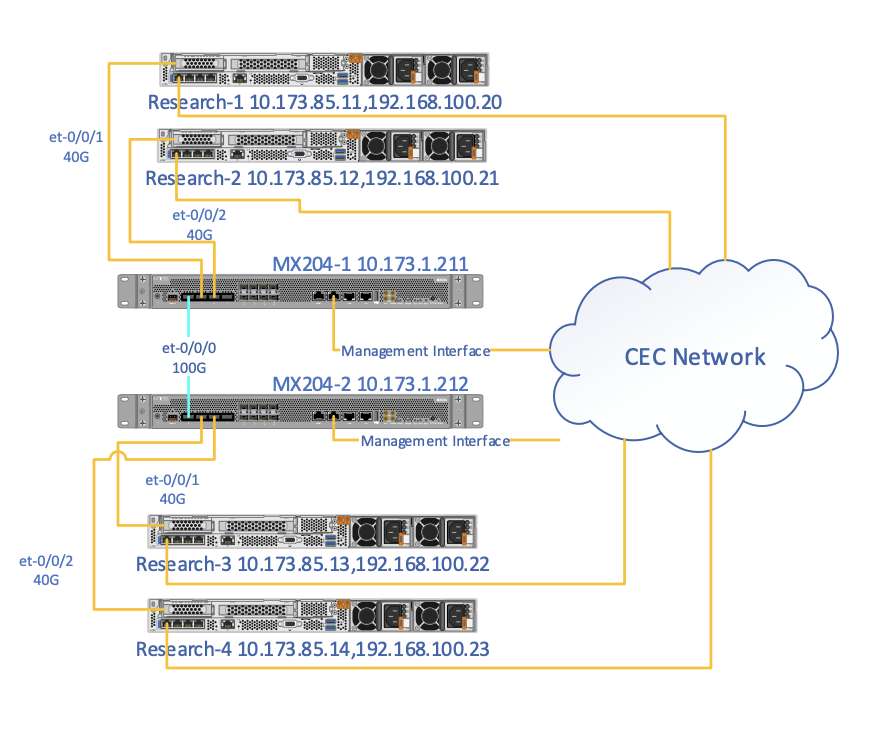 Research-1 10.173.85.11,192.168.100.20
et-0/0/1
40G
Research-2 10.173.85.12,192.168.100.21
et-0/0/2
40G
MX204-1 10.173.1.211
Management Interface
CEC Network
et-0/0/0
100G
MX204-2 10.173.1.212
Management Interface
et-0/0/1
40G
Research-3 10.173.85.13,192.168.100.22
et-0/0/2
40G
Research-4 10.173.85.14,192.168.100.23